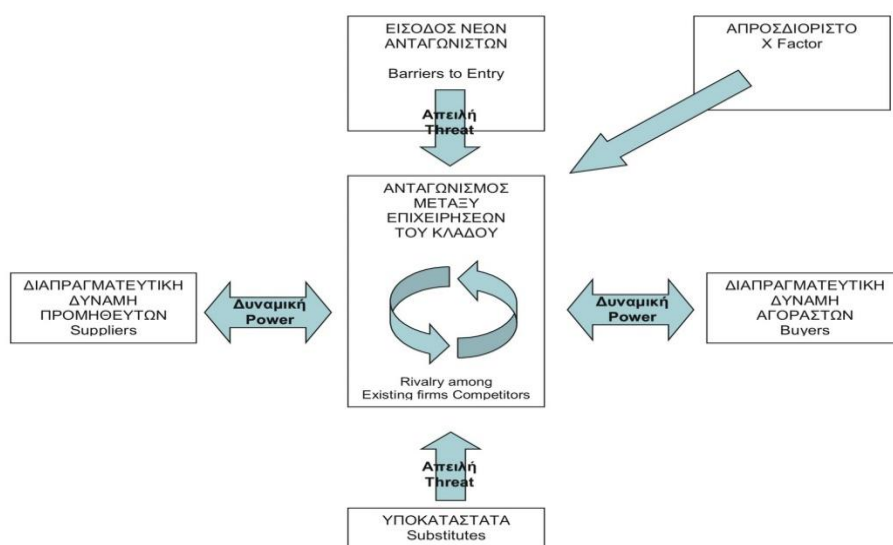 ΕΙΣΟΔΟΣ ΝΕΩΝ
ΑΝΤΑΓΩΝΙΣΤΩΝ
Barriers to Entry
Απειλή
Threat
ΑΠΡΟΣΔΙΟΡΙΣΤΟ
X Factor
ΑΝΤΑΓΩΝΙΣΜΟΣ
ΜΕΤΑΞΥ
ΕΠΙΧΕΙΡΗΣΕΩΝ
ΤΟΥ ΚΛΑΔΟΥ
Rivalry among
Existing firms Competitors
ΔΙΑΠΡΑΓΜΑΤΕΥΤΙΚΗ
ΔΥΝΑΜΗ
ΠΡΟΜΗΘΕΥΤΩΝ
Suppliers
Δυναμική
Power
Δυναμική
Power
ΔΙΑΠΡΑΓΜΑΤΕΥΤΙΚΗ
ΔΥΝΑΜΗ
ΑΓΟΡΑΣΤΩΝ
Buyers
Απειλή
Threat
ΥΠΟΚΑΤΑΣΤΑΤΑ
Substitutes